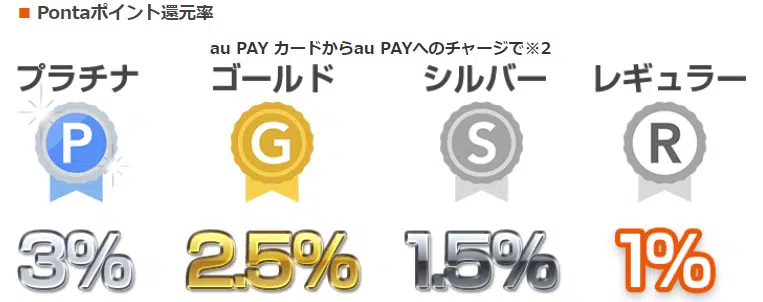 ■ Pontaポイント還元率
au PAY カードからau PAYへのチャージで※2
プラチナ ゴールド シルバー レギュラー
P G S R
3% 2.5% 1.5% 1%